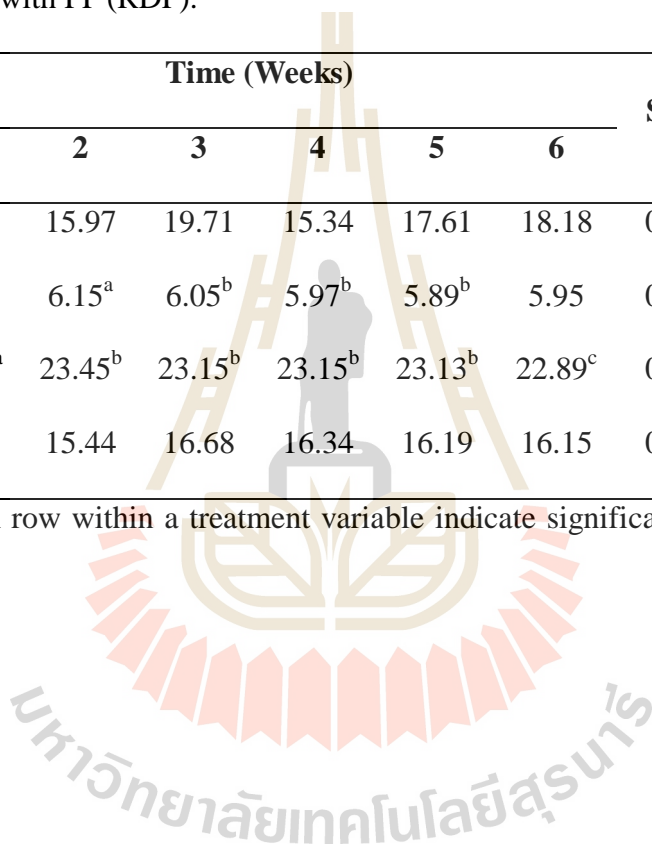 with PP (RDP).
Time (Weeks)
S
2 3 4 5 6
15.97 19.71 15.34 17.61 18.18 0
6.15ᵃ 6.05ᵇ 5.97ᵇ 5.89ᵇ 5.95 0
a 23.45ᵇ 23.15ᵇ 23.15ᵇ 23.13ᵇ 22.89ᶜ 0
15.44 16.68 16.34 16.19 16.15 0
row within a treatment variable indicate significa
มหาวิทยาลัยเทคโนโลยีสุรนารี